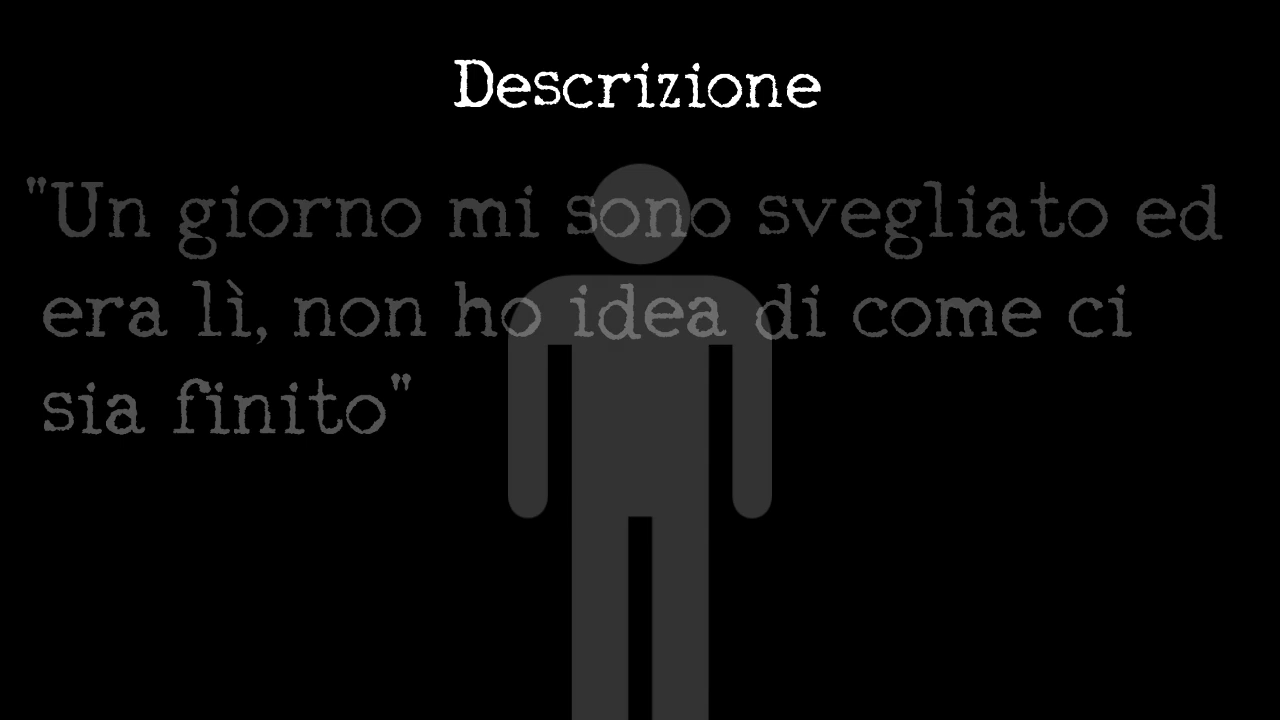 Descrizione
"Un giorno mi sono svegliato ed
era lì, non ho idea di come ci
sia finito"